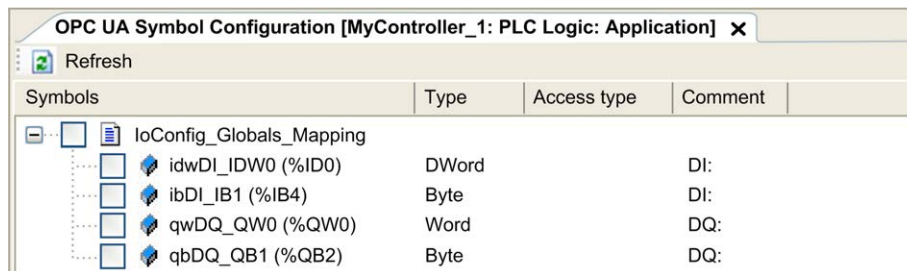 OPC UA Symbol Configuration [MyController_1: PLC Logic: Application] X
Refresh
Symbols Type Access type Comment
IoConfig_Globals_Mapping
idwDI_IDW0 (%ID0) DWord DI:
ibDI_IB1 (%IB4) Byte DI:
qwDQ_QW0 (%QW0) Word DQ:
qbDQ_QB1 (%QB2) Byte DQ: